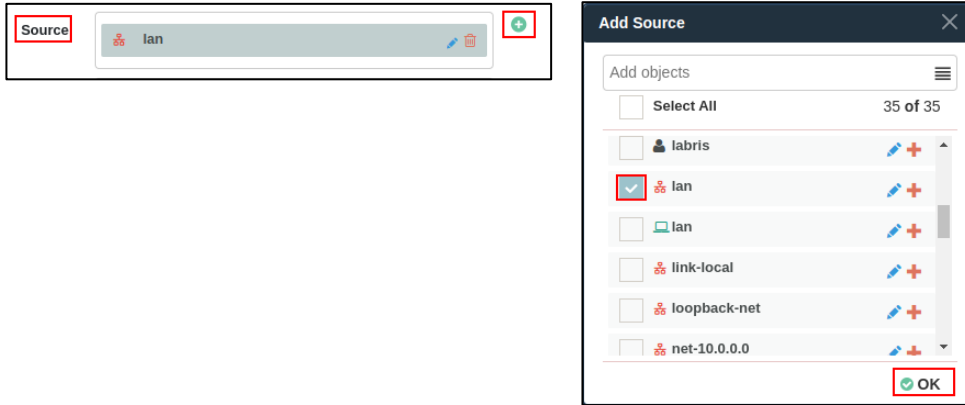 Source
lan
Add Source
Add objects
Select All 35 of 35
labris
lan
lan
link-local
loopback-net
net-10.0.0.0
OK